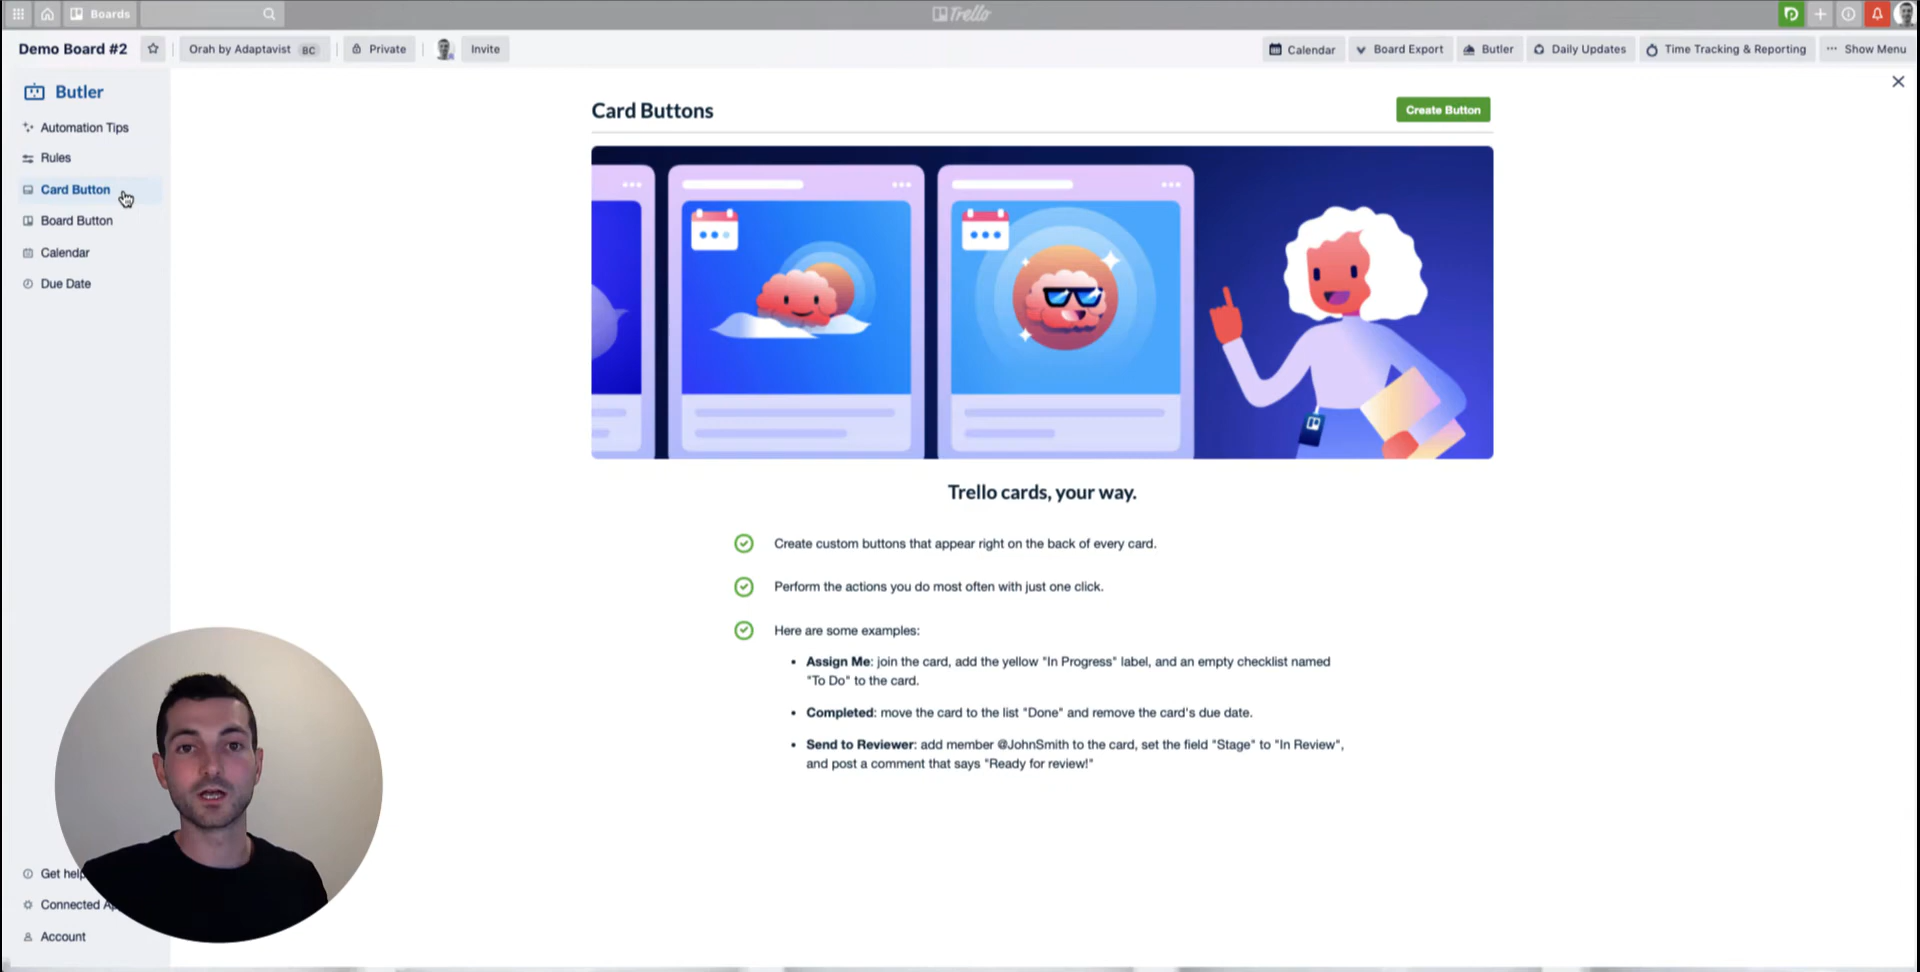 Boards
Trello
Demo Board #2
Orah by Adaptavist BC
Private
Invite
Calendar
Board Export
Butler
Daily Updates
Time Tracking & Reporting
··· Show Menu
Butler
Automation Tips
Rules
Card Button
Board Button
Calendar
Due Date
Card Buttons
Create Button
Trello cards, your way.
Create custom buttons that appear right on the back of every card.
Perform the actions you do most often with just one click.
Here are some examples:
• Assign Me: join the card, add the yellow "In Progress" label, and an empty checklist named
"To Do" to the card.
• Completed: move the card to the list "Done" and remove the card's due date.
• Send to Reviewer: add member @JohnSmith to the card, set the field "Stage" to "In Review",
and post a comment that says "Ready for review!"
Get help
Connected
Account